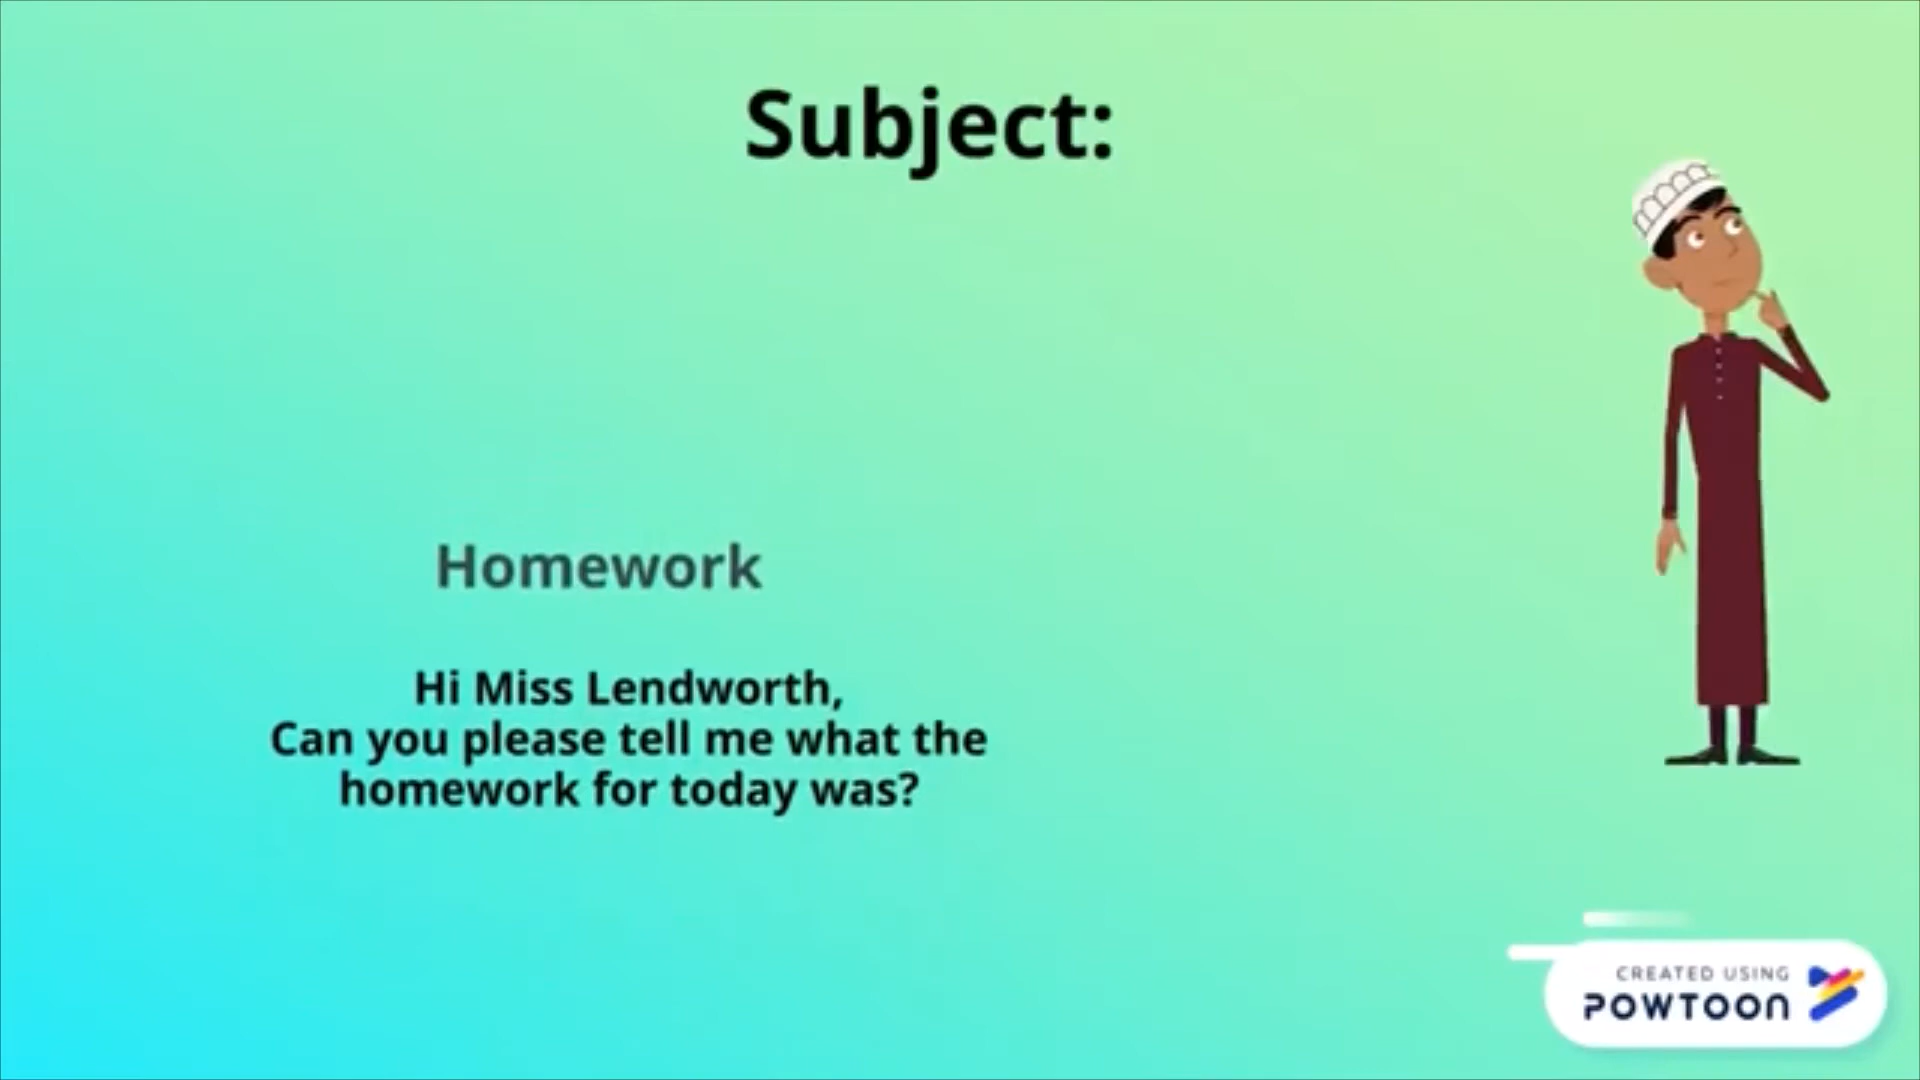 Subject:
Homework
Hi Miss Lendworth,
Can you please tell me what the
homework for today was?
CREATED USING
POWTOON